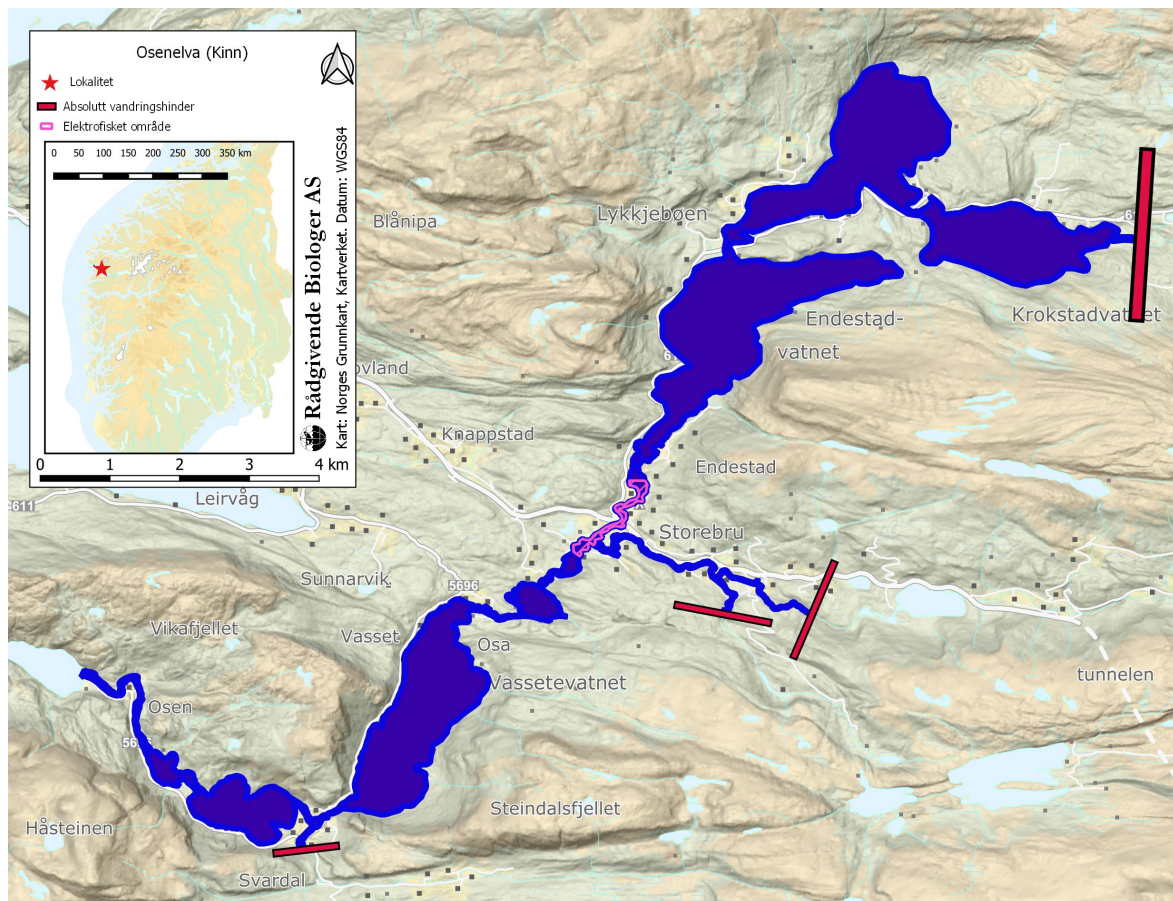 Osenelva (Kinn)
Lokalitet
Absolutt vandringshinder
Elektrofisket område
0 50 100 150 200 250 300 350 km
Rådgivende Biologer AS
Kart: Norges Grunnkart, Kartverket. Datum: WGS84
0 1 2 3 4 km
Blånipa
Lykkjebøen
Krokstadvatnet
Endestad-
vatnet
ovland
Knappstad
Endestad
Leirvåg
611
Storebru
Sunnarvik
5696
Vikafjellet
Vasset
Osa
Vassetevatnet
tunnelen
Osen
Steindalsfjellet
Håsteinen
Svardal